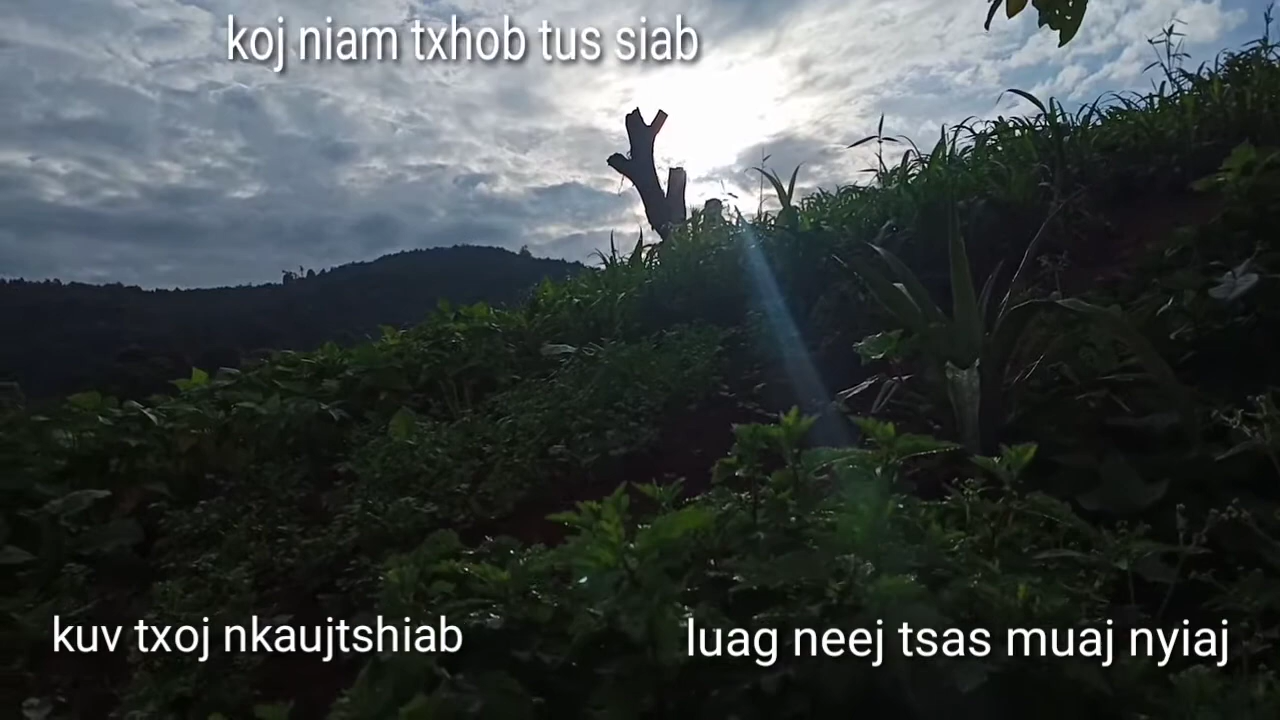 koj niam txhob tus siab
kuv txoj nkaujtshiab
luag neej tsas muaj nyiaj